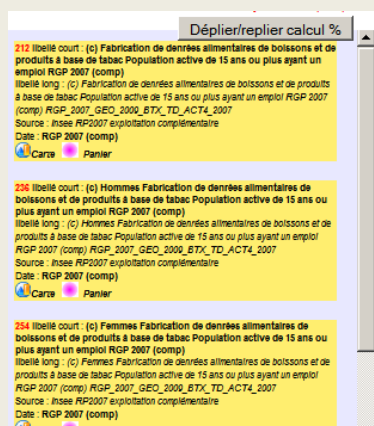 Déplier/replier calcul %
212 libellé court : (c) Fabrication de denrées alimentaires de boissons et de
produits à base de tabac Population active de 15 ans ou plus ayant un
emploi RGP 2007 (comp)
libellé long : (c) Fabrication de denrées alimentaires de boissons et de produits
à base de tabac Population active de 15 ans ou plus ayant un emploi RGP 2007
(comp) RGP_2007_GEO_2009_BTX_TD_ACT4_2007
Source : Insee RP2007 exploitation complémentaire
Date : RGP 2007 (comp)
Carte Panier
236 libellé court : (c) Hommes Fabrication de denrées alimentaires de
boissons et de produits à base de tabac Population active de 15 ans ou
plus ayant un emploi RGP 2007 (comp)
libellé long : (c) Hommes Fabrication de denrées alimentaires de boissons et de
produits à base de tabac Population active de 15 ans ou plus ayant un emploi
RGP 2007 (comp) RGP_2007_GEO_2009_BTX_TD_ACT4_2007
Source : Insee RP2007 exploitation complémentaire
Date : RGP 2007 (comp)
Carte Panier
254 libellé court : (c) Femmes Fabrication de denrées alimentaires de
boissons et de produits à base de tabac Population active de 15 ans ou
plus ayant un emploi RGP 2007 (comp)
libellé long : (c) Femmes Fabrication de denrées alimentaires de boissons et de
produits à base de tabac Population active de 15 ans ou plus ayant un emploi
RGP 2007 (comp) RGP_2007_GEO_2009_BTX_TD_ACT4_2007
Source : Insee RP2007 exploitation complémentaire
Date : RGP 2007 (comp)